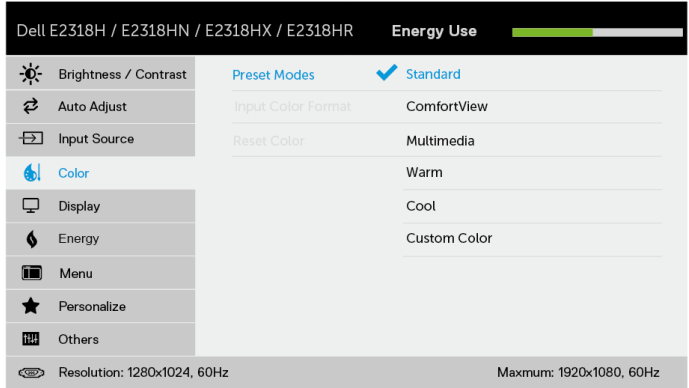 Dell E2318H / E2318HN / E2318HX / E2318HR Energy Use
Brightness / Contrast Preset Modes Standard
Auto Adjust Input Color Format ComfortView
Input Source Reset Color Multimedia
Color Warm
Display Cool
Energy Custom Color
Menu
Personalize
Others
Resolution: 1280x1024, 60Hz Maxmum: 1920x1080, 60Hz